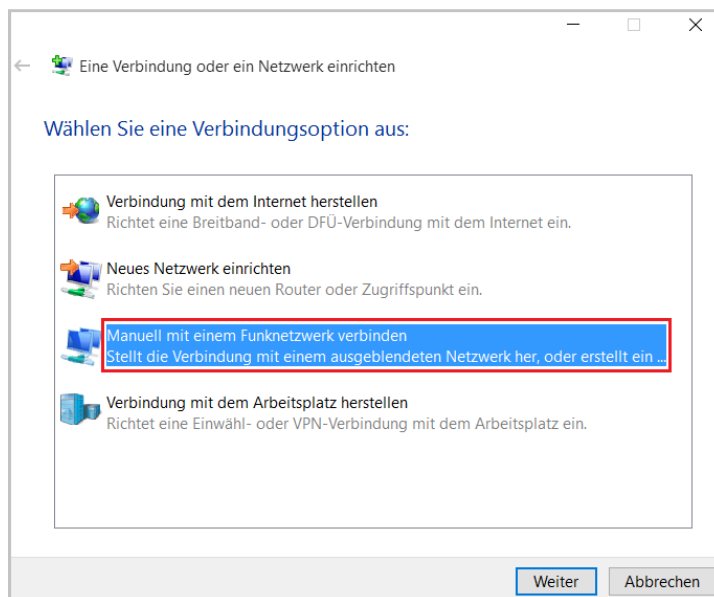 Eine Verbindung oder ein Netzwerk einrichten
Wählen Sie eine Verbindungsoption aus:
Verbindung mit dem Internet herstellen
Richtet eine Breitband- oder DFÜ-Verbindung mit dem Internet ein.
Neues Netzwerk einrichten
Richten Sie einen neuen Router oder Zugriffspunkt ein.
Manuell mit einem Funknetzwerk verbinden
Stellt die Verbindung mit einem ausgeblendeten Netzwerk her, oder erstellt ein ...
Verbindung mit dem Arbeitsplatz herstellen
Richtet eine Einwähl- oder VPN-Verbindung mit dem Arbeitsplatz ein.
Weiter Abbrechen